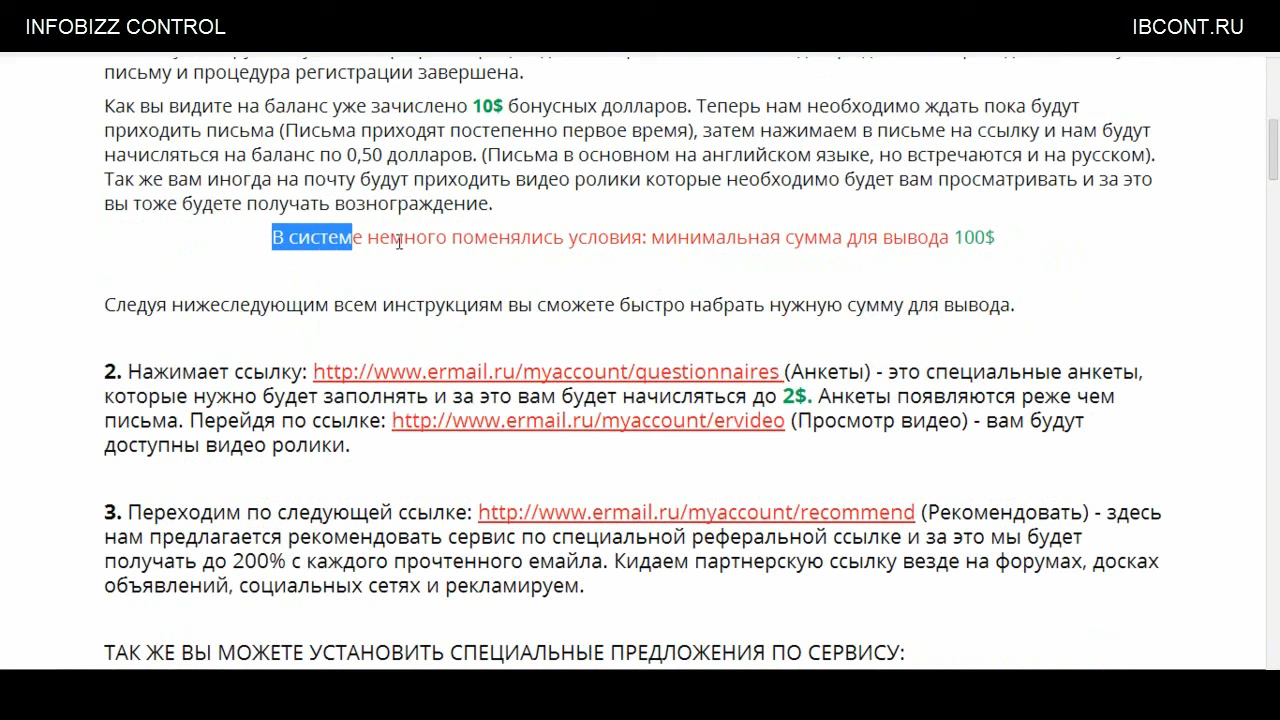 INFOBIZZ CONTROL
IBCONT.RU
письму и процедура регистрации завершена.
Как вы видите на баланс уже зачислено 10$ бонусных долларов. Теперь нам необходимо ждать пока будут
приходить письма (Письма приходят постепенно первое время), затем нажимаем в письме на ссылку и нам будут
начисляться на баланс по 0,50 долларов. (Письма в основном на английском языке, но встречаются и на русском).
Так же вам иногда на почту будут приходить видео ролики которые необходимо будет вам просматривать и за это
вы тоже будете получать вознограждение.
В системе немного поменялись условия: минимальная сумма для вывода 100$
Следуя нижеследующим всем инструкциям вы сможете быстро набрать нужную сумму для вывода.
2. Нажимает ссылку: http://www.ermail.ru/myaccount/questionnaires (Анкеты) - это специальные анкеты,
которые нужно будет заполнять и за это вам будет начисляться до 2$. Анкеты появляются реже чем
письма. Перейдя по ссылке: http://www.ermail.ru/myaccount/ervideo (Просмотр видео) - вам будут
доступны видео ролики.
3. Переходим по следующей ссылке: http://www.ermail.ru/myaccount/recommend (Рекомендовать) - здесь
нам предлагается рекомендовать сервис по специальной реферальной ссылке и за это мы будет
получать до 200% с каждого прочтенного емайла. Кидаем партнерскую ссылку везде на форумах, досках
объявлений, социальных сетях и рекламируем.
ТАК ЖЕ ВЫ МОЖЕТЕ УСТАНОВИТЬ СПЕЦИАЛЬНЫЕ ПРЕДЛОЖЕНИЯ ПО СЕРВИСУ: